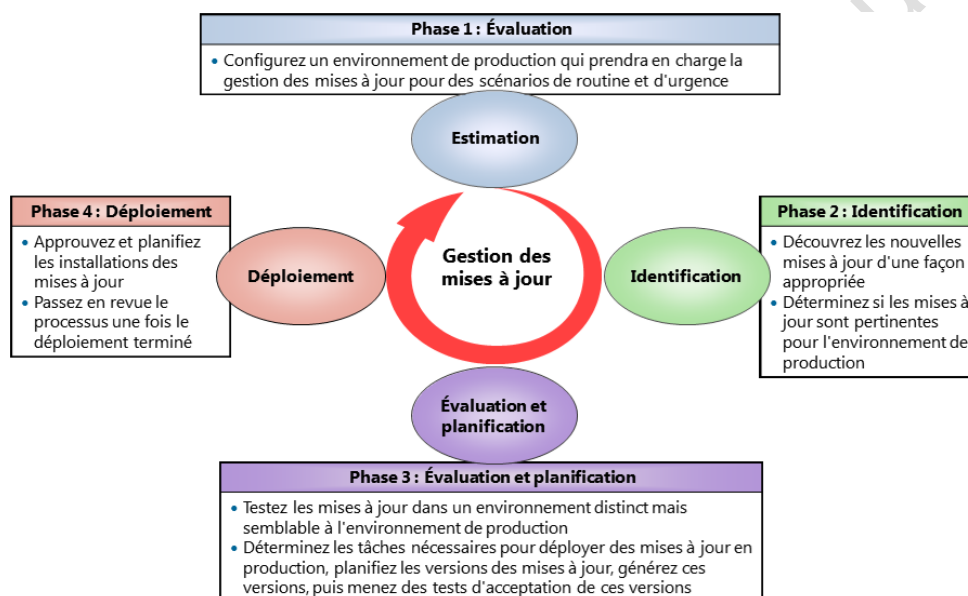 Phase 1 : Évaluation
• Configurez un environnement de production qui prendra en charge la
gestion des mises à jour pour des scénarios de routine et d'urgence
Estimation
Phase 4 : Déploiement
• Approuvez et planifiez
les installations des
mises à jour
• Passez en revue le
processus une fois le
déploiement terminé
Déploiement
Gestion des
mises à jour
Identification
Phase 2 : Identification
• Découvrez les nouvelles
mises à jour d'une façon
appropriée
• Déterminez si les mises à
jour sont pertinentes
pour l'environnement de
production
Évaluation et
planification
Phase 3 : Évaluation et planification
• Testez les mises à jour dans un environnement distinct mais
semblable à l'environnement de production
• Déterminez les tâches nécessaires pour déployer des mises à jour en
production, planifiez les versions des mises à jour, générez ces
versions, puis menez des tests d'acceptation de ces versions